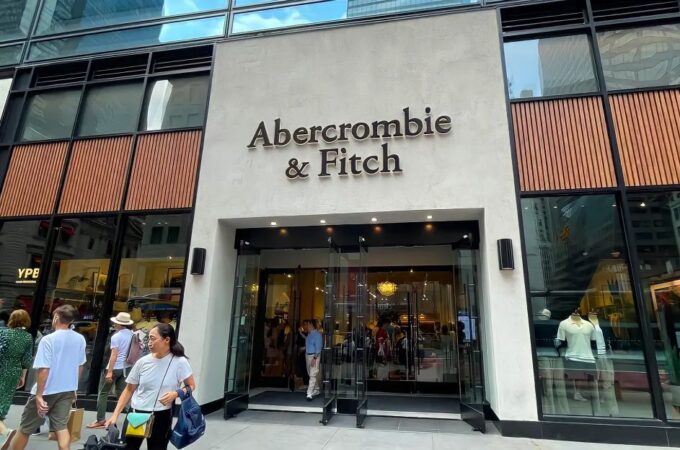 Abercrombie
& Fitch
YPB